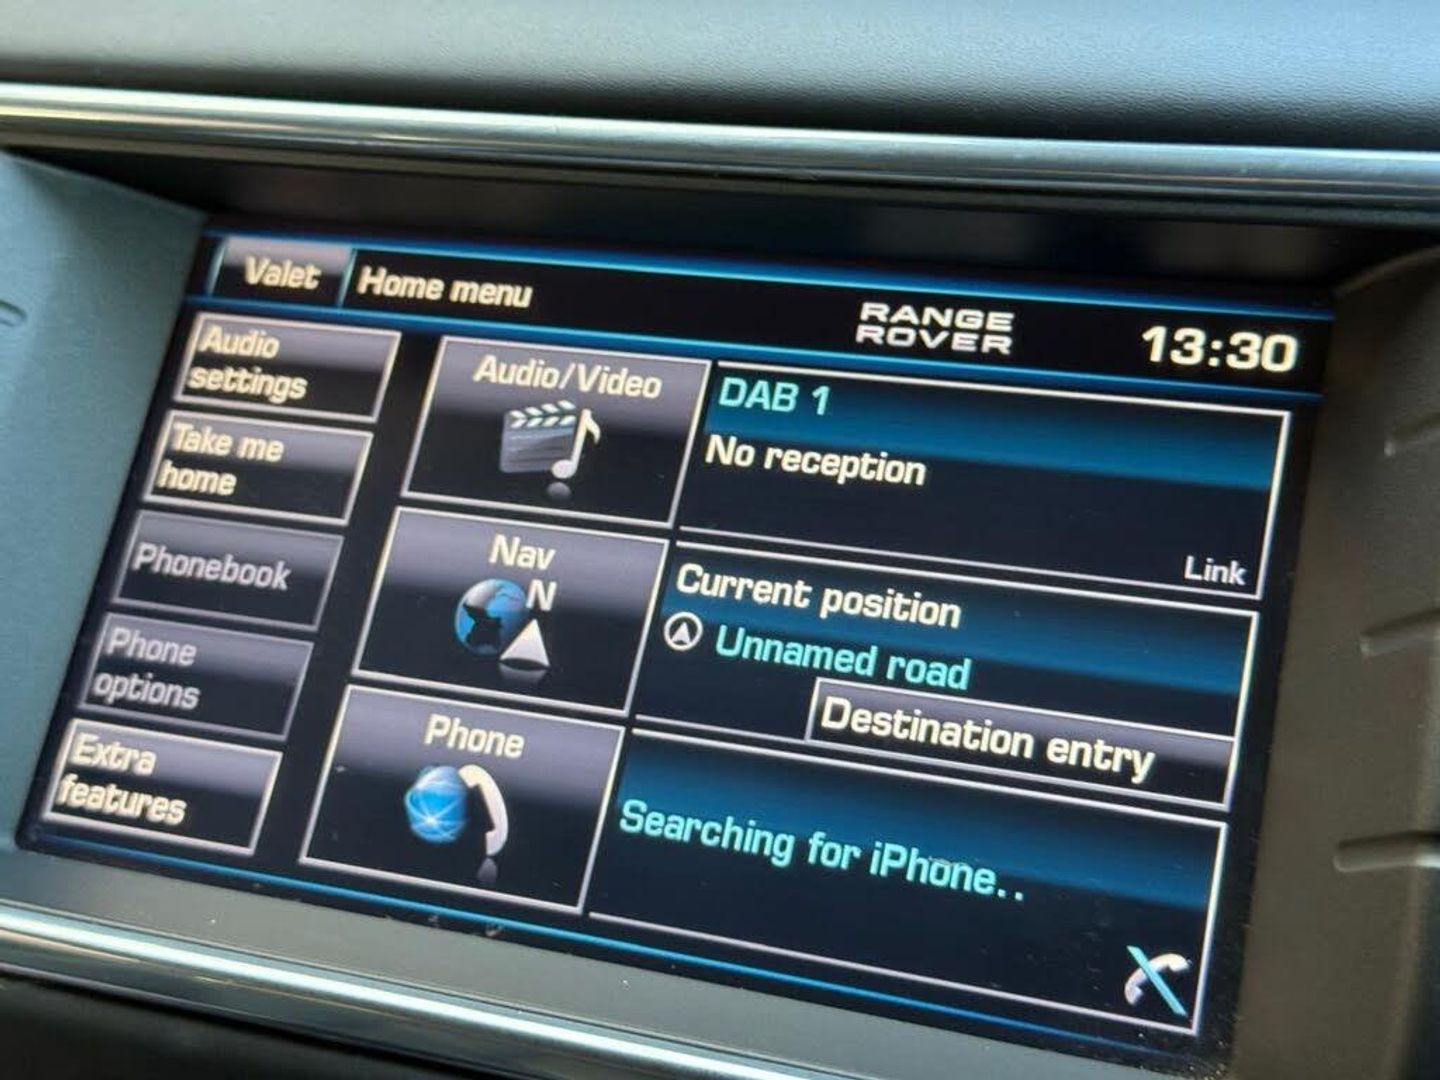 Valet
Home menu
RANGE
ROVER
13:30
Audio
settings
Take me
home
Phonebook
Phone
options
Extra
features
Audio/Video
DAB 1
No reception
Link
Nav
N
Current position
Unnamed road
Destination entry
Phone
Searching for iPhone..